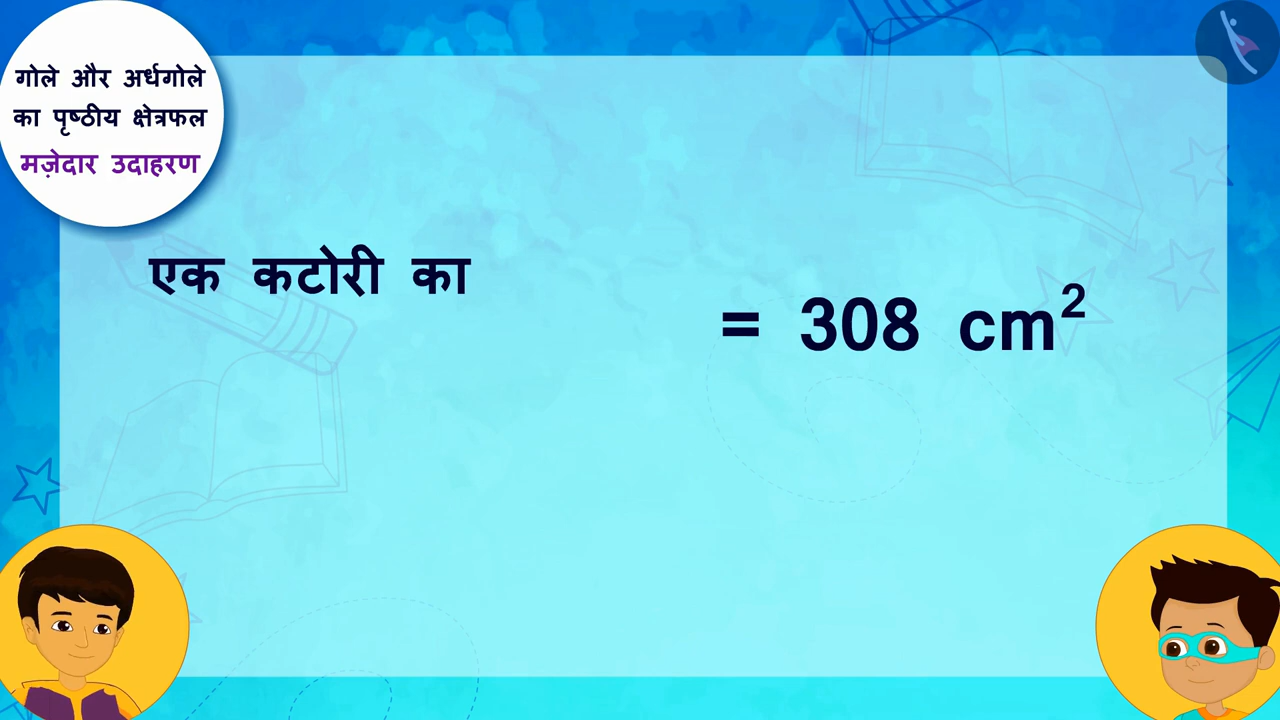 गोले और अर्धगोले
का पृष्ठीय क्षेत्रफल
मज़ेदार उदाहरण
एक कटोरी का
= 308 cm²